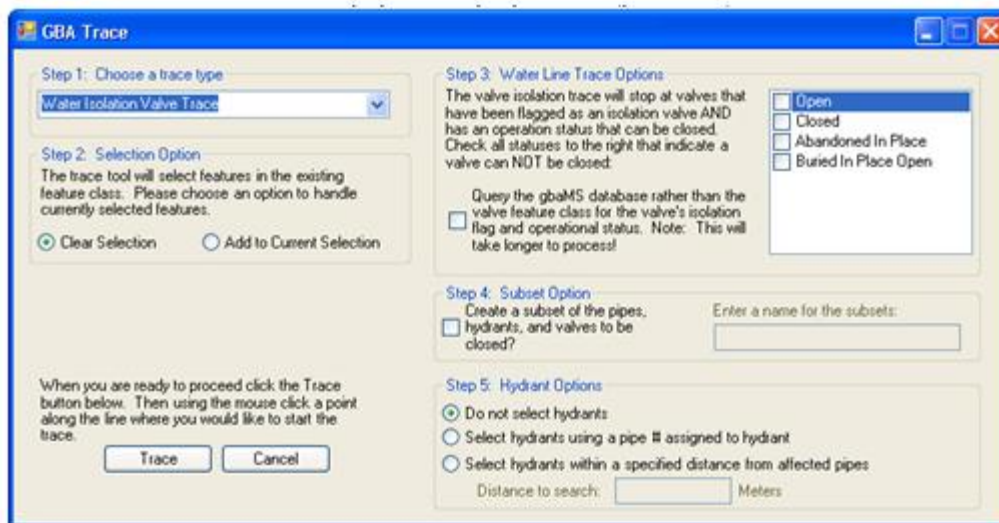 GBA Trace
Step 1: Choose a trace type
Water Isolation Valve Trace
Step 2: Selection Option
The trace tool will select features in the existing
feature class. Please choose an option to handle
currently selected features.
Clear Selection
Add to Current Selection
When you are ready to proceed click the Trace
button below. Then using the mouse click a point
along the line where you would like to start the
trace.
Trace
Cancel
Step 3: Water Line Trace Options
The valve isolation trace will stop at valves that
have been flagged as an isolation valve AND
has an operation status that can be closed.
Check all statuses to the right that indicate a
valve can NOT be closed:
Open
Closed
Abandoned In Place
Buried In Place Open
Query the gbaMS database rather than the
valve feature class for the valve's isolation
flag and operational status. Note: This will
take longer to process!
Step 4: Subset Option
Create a subset of the pipes,
hydrants, and valves to be
closed?
Enter a name for the subsets:
Step 5: Hydrant Options
Do not select hydrants
Select hydrants using a pipe # assigned to hydrant
Select hydrants within a specified distance from affected pipes
Distance to search:
Meters